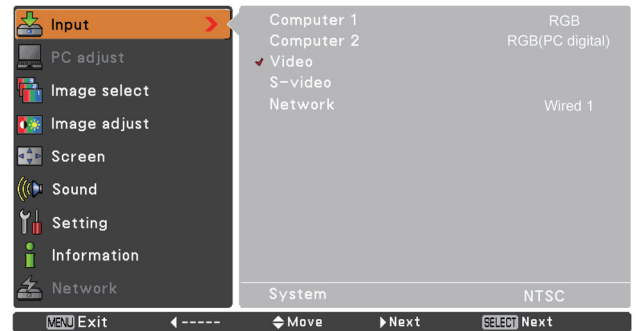 Input
PC adjust
Image select
Image adjust
Screen
Sound
Setting
Information
Network
Computer 1 RGB
Computer 2 RGB(PC digital)
Video
S-video
Network Wired 1
System NTSC
MENU Exit ----- Move Next SELECT Next